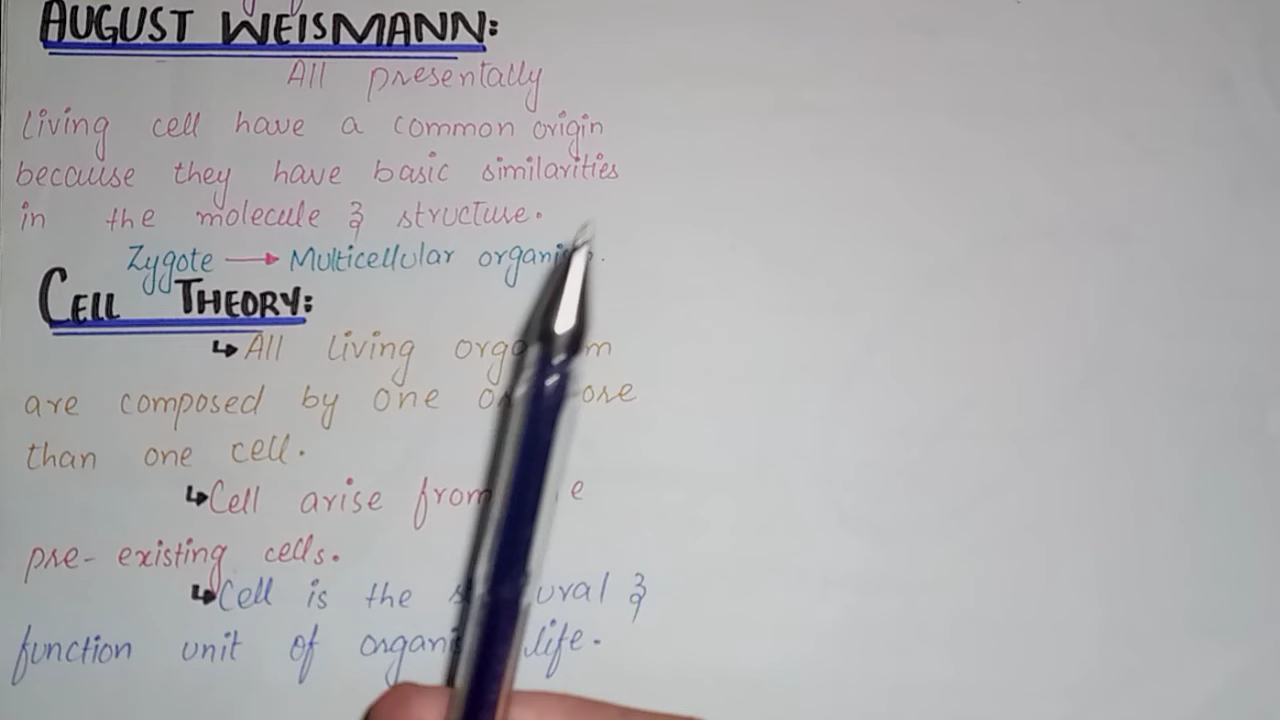 AUGUST WEISMANN:
All presentally
living cell have a common origin
because they have basic similarities
in the molecule & structure.
Zygote → Multicellular
CELL THEORY:
↳ All living
are composed by one
than one cell.
↳ Cell arise from
pre-existing cells.
↳ Cell is the &
function unit of life.